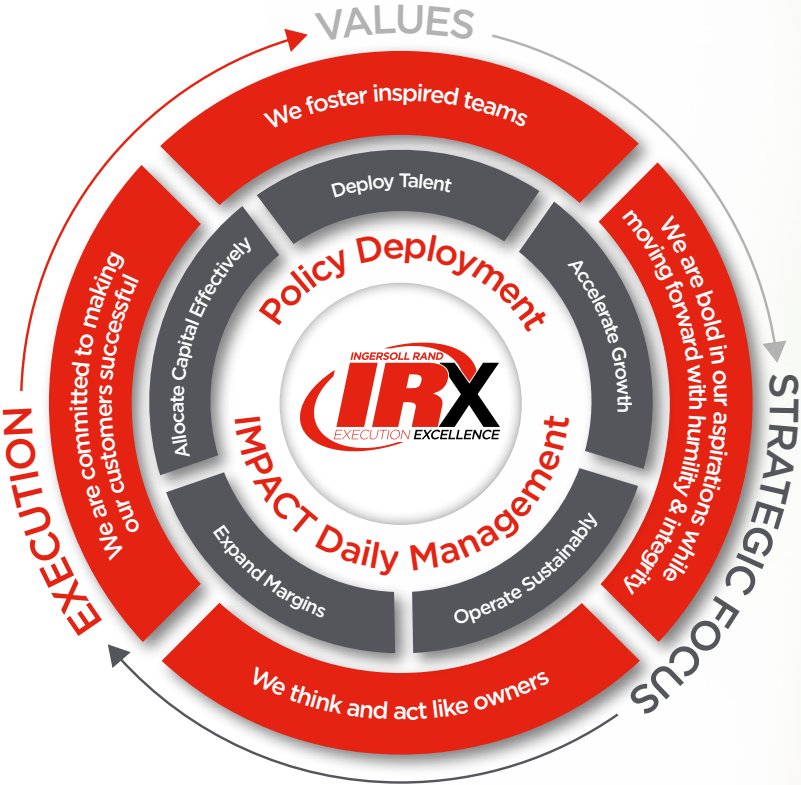 VALUES
We foster inspired teams
Deploy Talent
We are bold in our aspirations while
moving forward with humility & integrity
Accelerate Growth
STRATEGIC FOCUS
Operate Sustainably
We think and act like owners
Expand Margins
EXECUTION
We are committed to making
our customers successful
Allocate Capital Effectively
Policy Deployment
INGERSOLL RAND
IRX
EXECUTION EXCELLENCE
IMPACT Daily Management